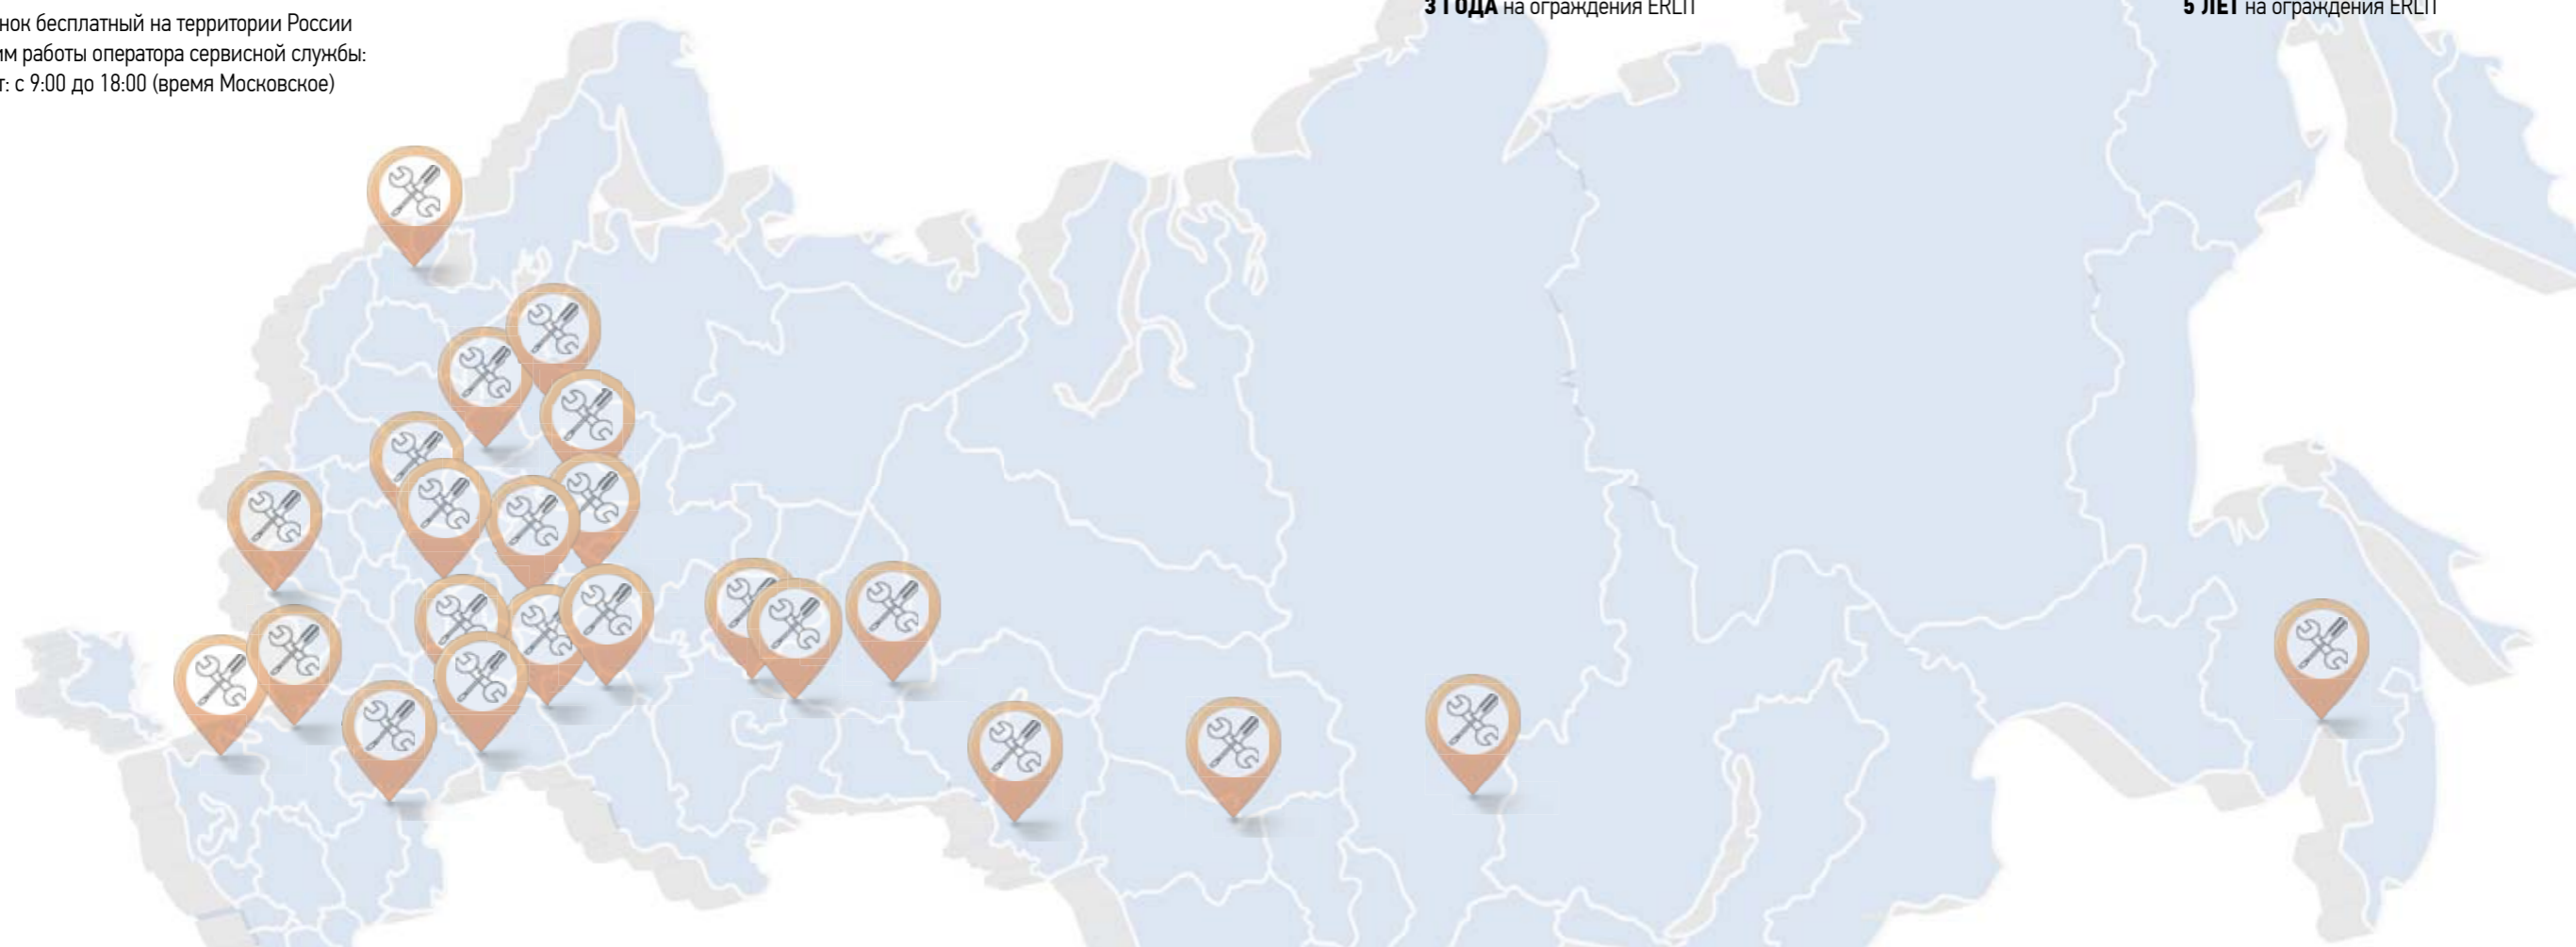 нок бесплатный на территории России
им работы оператора сервисной службы:
т: с 9:00 до 18:00 (время Московское)
3 ГОДА на ограждения ERLIT
5 ЛЕТ на ограждения ERLIT